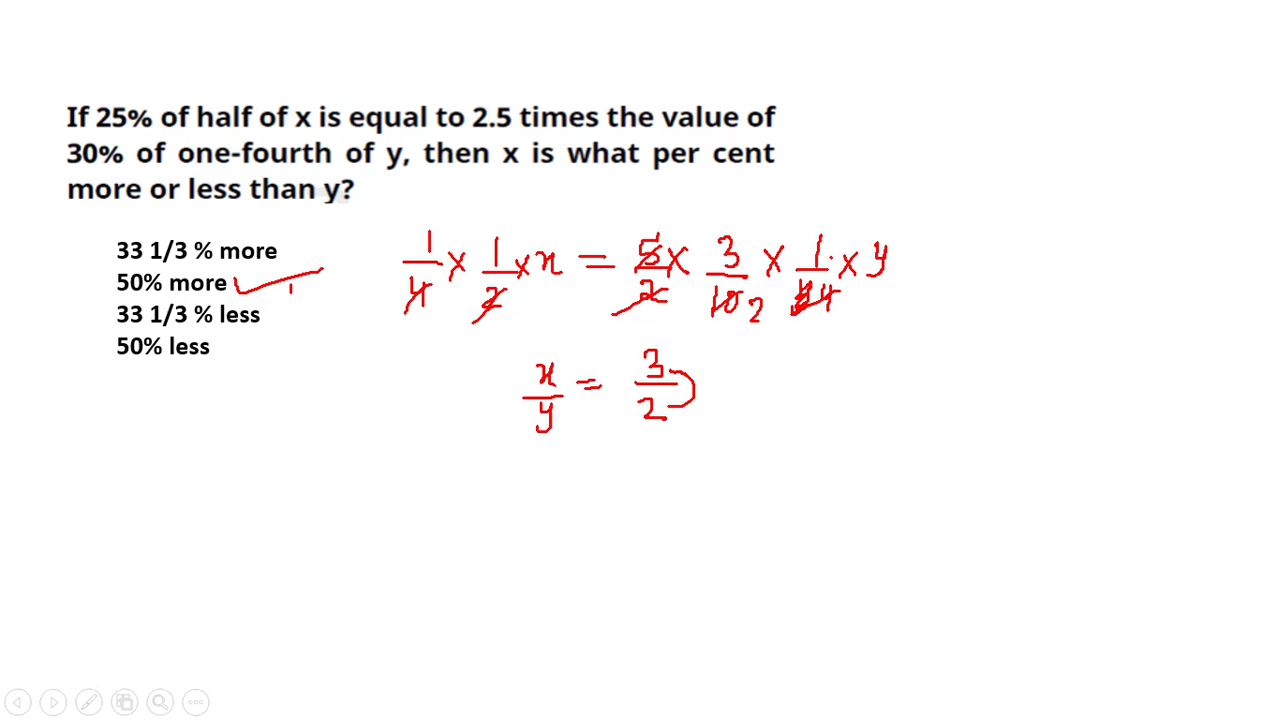 If 25% of half of x is equal to 2.5 times the value of
30% of one-fourth of y, then x is what per cent
more or less than y?
33 1/3 % more
50% more
33 1/3 % less
50% less
1/4 × 1/2 × x = 5/2 × 3/10 2 × 1/4 × y
x/y = 3/2